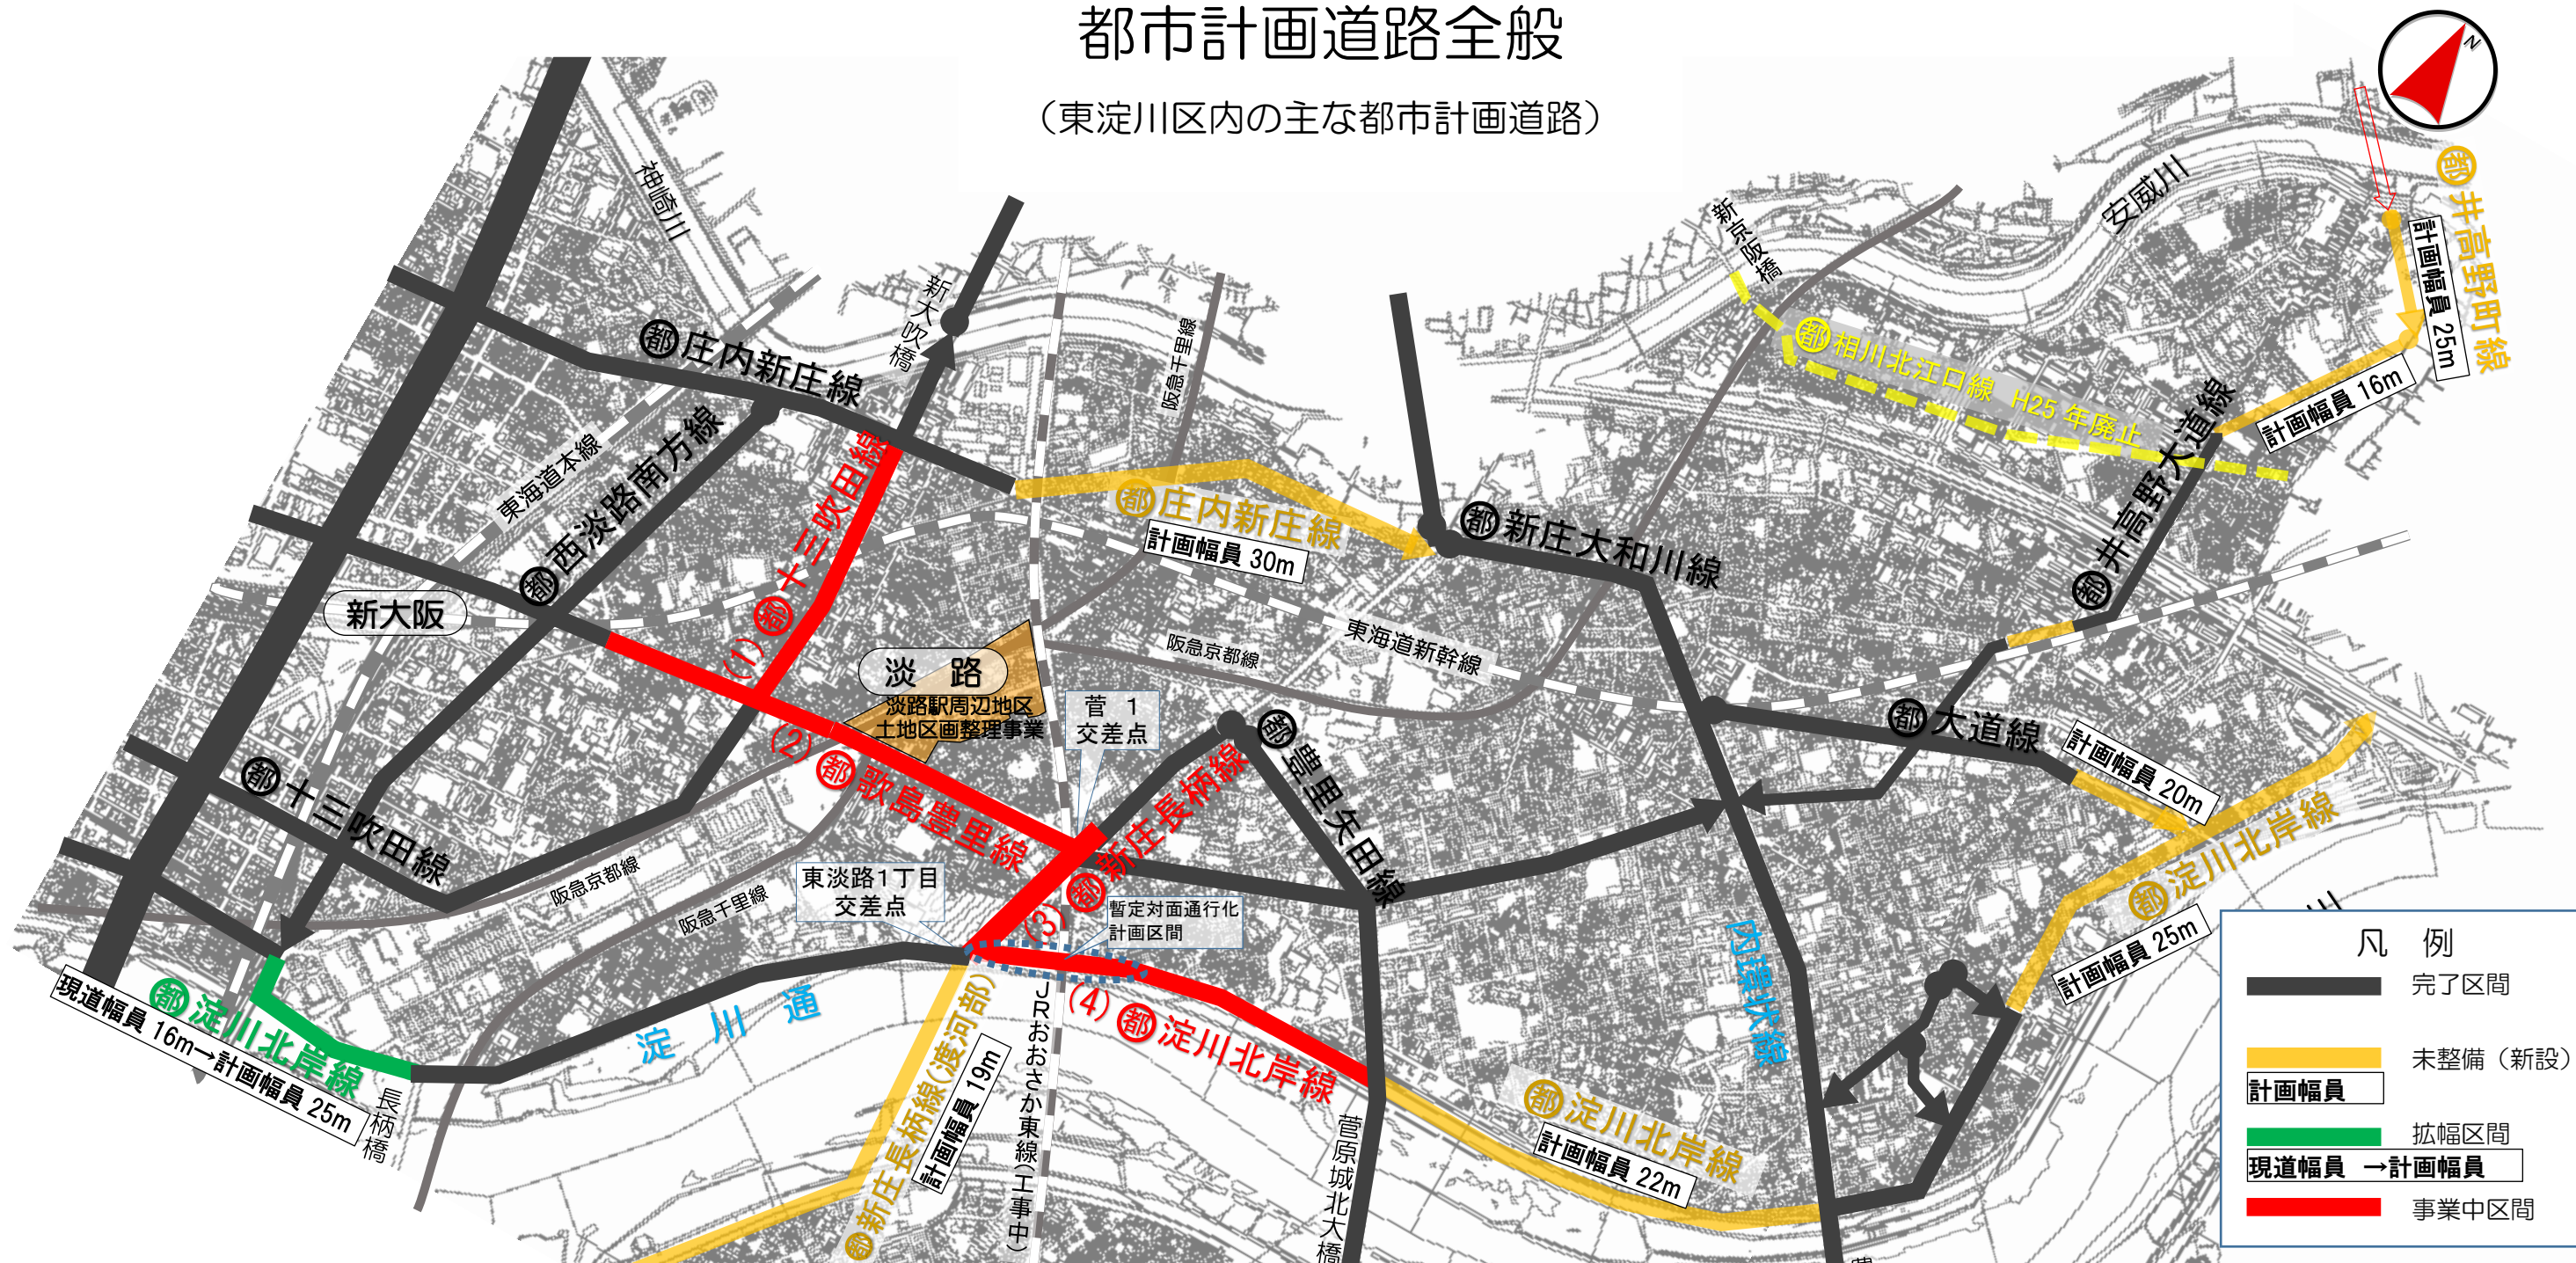 都市計画道路全般
（東淀川区内の主な都市計画道路）
N
神崎川
新大吹橋
新京阪橋
安威川
都 井高野町線
計画幅員 25m
都 庄内新庄線
阪急千里線
都 相川北江口線 H25 年廃止
計画幅員 16m
東海道本線
都 西淡路南方線
(1) 都 十三吹田線
都 庄内新庄線
計画幅員 30m
都 新庄大和川線
都 井高野大道線
新大阪
淡 路
淡路駅周辺地区
土地区画整理事業
阪急京都線
東海道新幹線
菅 1
交差点
(2) 都 歌島豊里線
都 豊里矢田線
都 大道線
計画幅員 20m
都 十三吹田線
阪急京都線
阪急千里線
東淡路1丁目
交差点
(3) 都 新庄長柄線
暫定対面通行化
計画区間
都 淀川北岸線
計画幅員 25m
都 淀川北岸線
現道幅員 16m→計画幅員 25m
長柄橋
淀 川 通
都 新庄長柄線(渡河部)
計画幅員 19m
JRおおさか東線(工事中)
(4) 都 淀川北岸線
菅原城北大橋
都 淀川北岸線
計画幅員 22m
内環状線
川
凡 例
完了区間
未整備（新設）
計画幅員
拡幅区間
現道幅員 →計画幅員
事業中区間